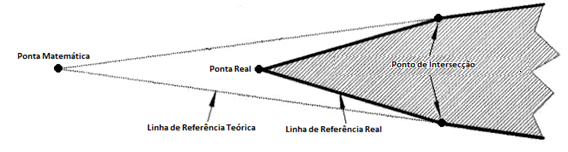 Ponta Matemática
Ponta Real
Ponto de Intersecção
Linha de Referência Teórica
Linha de Referência Real